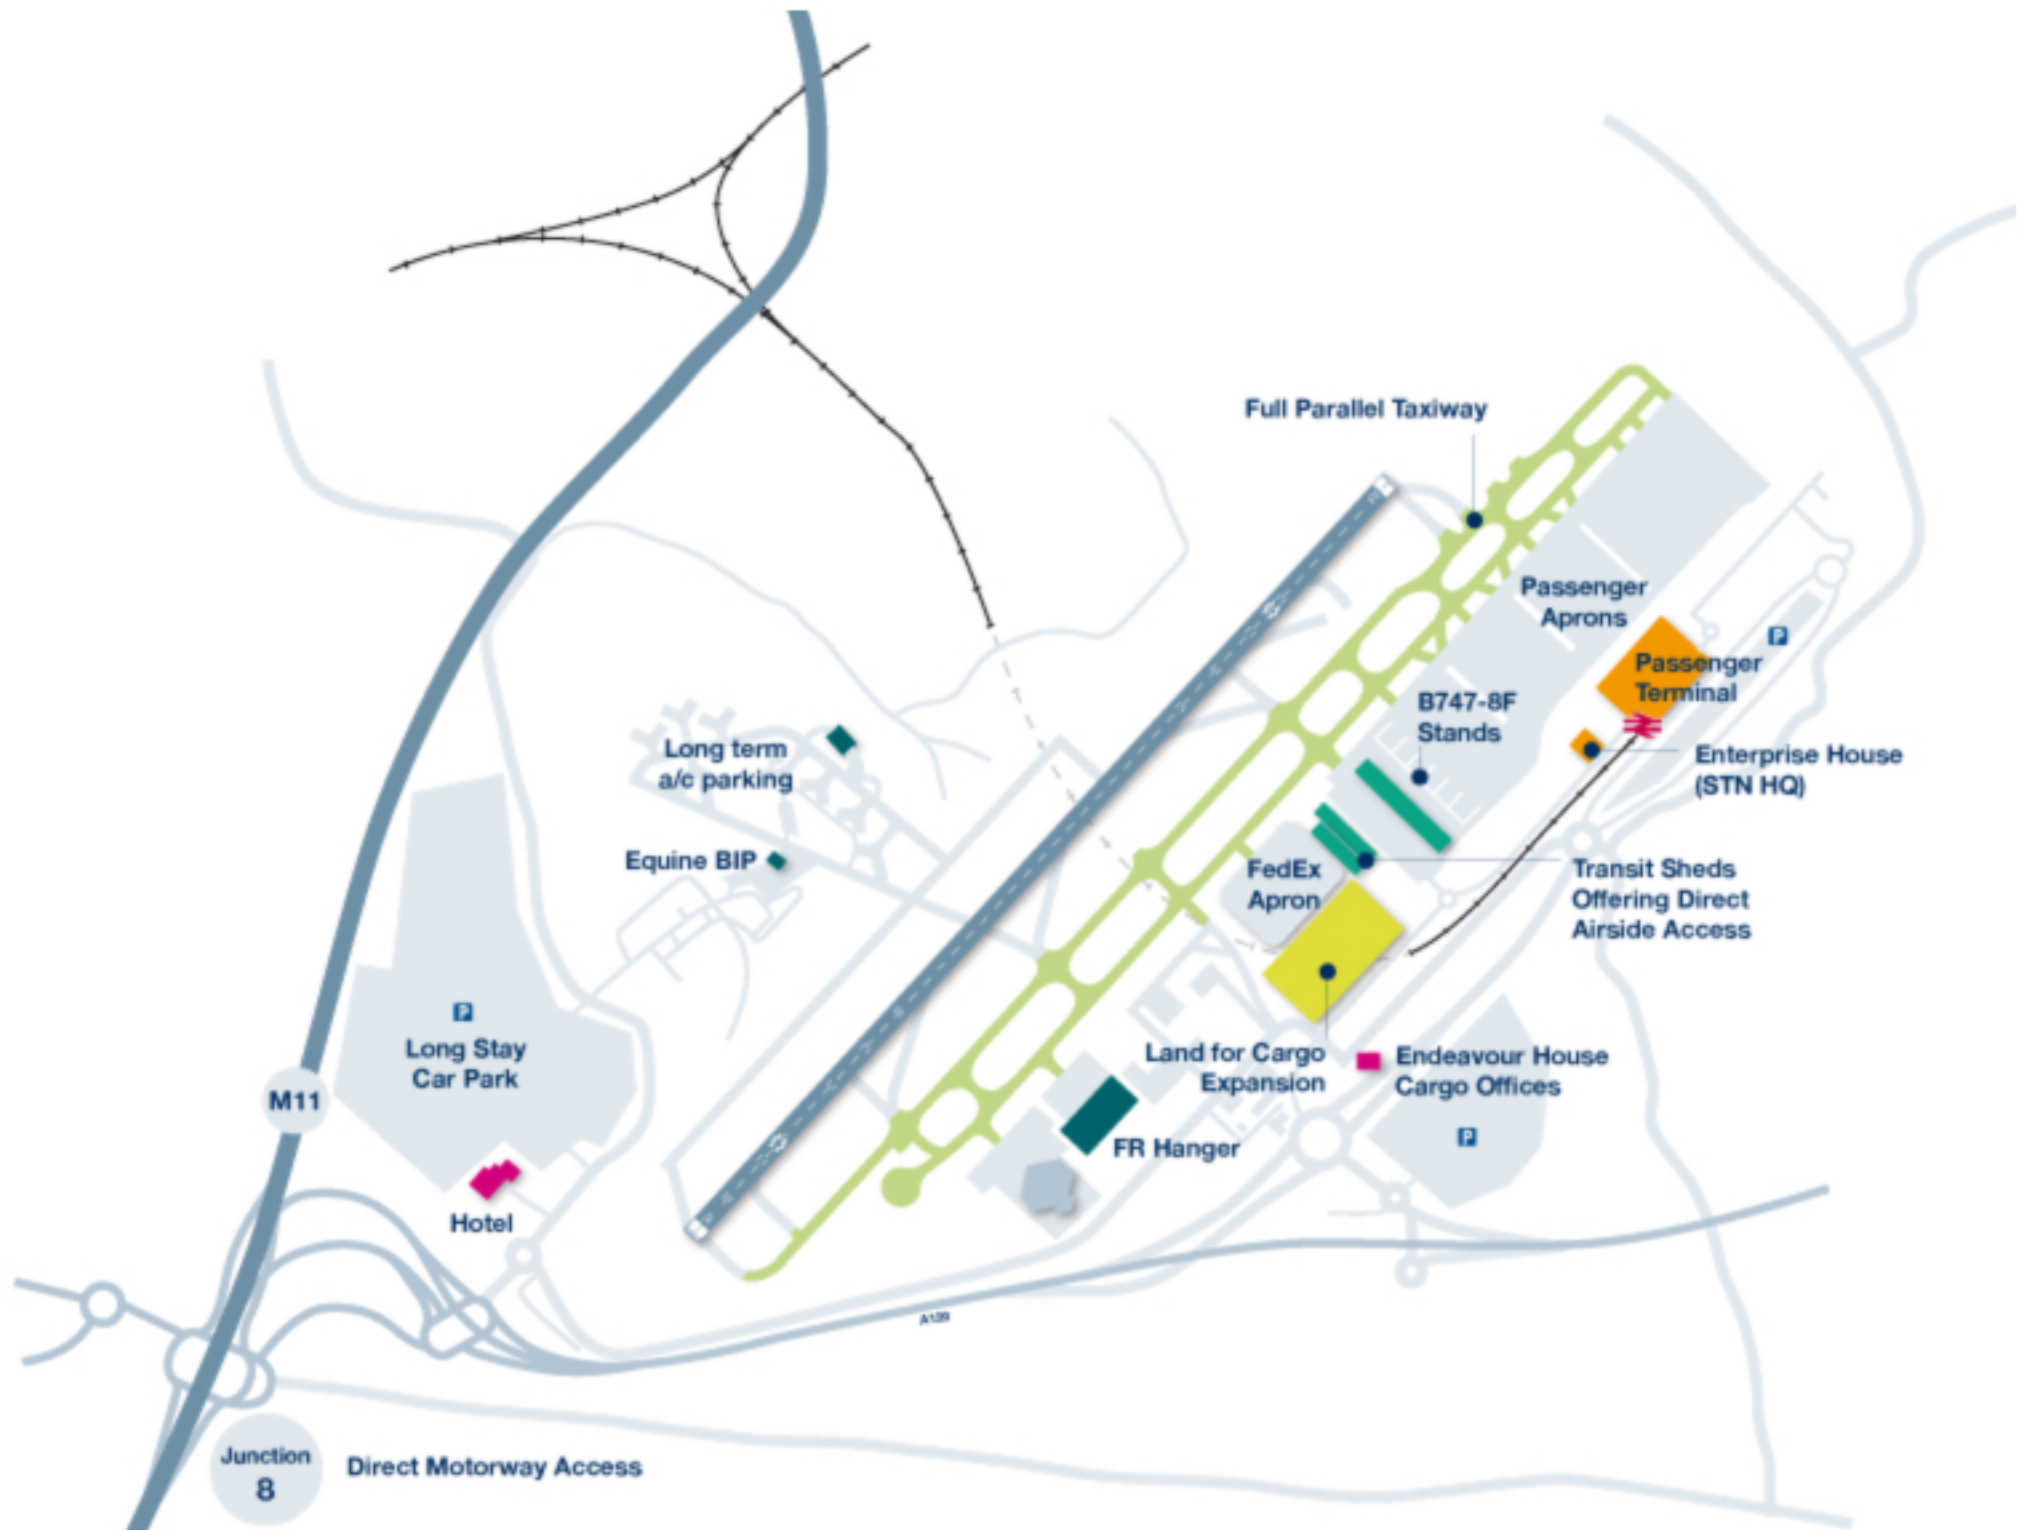 Full Parallel Taxiway
Passenger
Aprons
Passenger
Terminal
B747-8F
Stands
Enterprise House
(STN HQ)
Long term
a/c parking
Equine BIP
FedEx
Apron
Transit Sheds
Offering Direct
Airside Access
P
P
Long Stay
Car Park
Land for Cargo
Expansion
Endeavour House
Cargo Offices
M11
P
FR Hanger
Hotel
A120
Junction
8
Direct Motorway Access